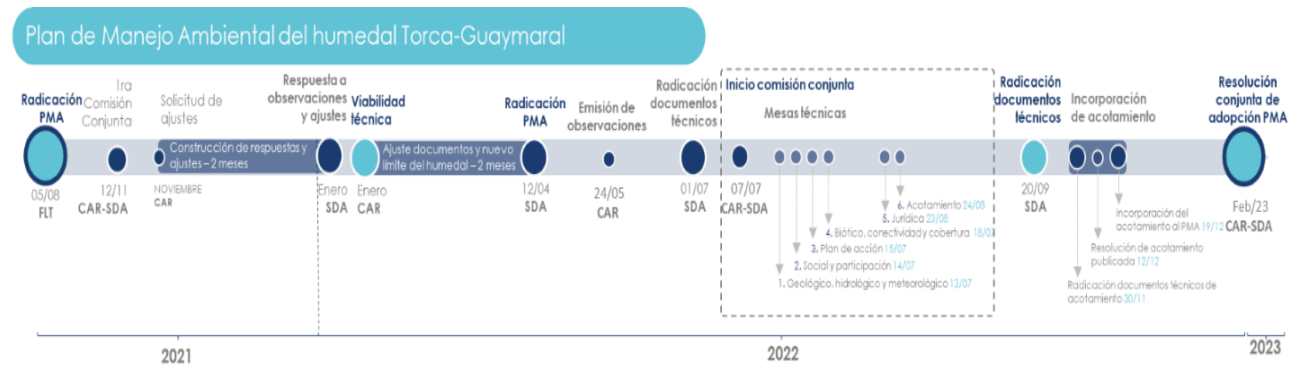 Plan de Manejo Ambiental del humedal Torca-Guaymaral
Radicación
PMA
05/08
FLT
1ra
Comisión
Conjunta
12/11
CAR-SDA
Solicitud de
ajustes
NOVIEMBRE
CAR
Construcción de respuestas y
ajustes – 2 meses
Respuesta a
observaciones
y ajustes
Enero
SDA
Viabilidad
técnica
Enero
CAR
Ajuste documentos y nuevo
límite del humedal – 2 meses
Radicación
PMA
12/04
SDA
Emisión de
observaciones
24/05
CAR
Radicación
documentos
técnicos
01/07
SDA
Inicio comisión conjunta
07/07
CAR-SDA
Mesas técnicas
6. Acotamiento 24/08
5. Jurídica 23/08
4. Biótico, conectividad y cobertura 18/07
3. Plan de acción 15/07
2. Social y participación 14/07
1. Geológico, hidrológico y meteorológico 13/07
Radicación
documentos
técnicos
20/09
SDA
Incorporación
de acotamiento
Incorporación del
acotamiento al PMA 19/12
Resolución de acotamiento
publicada 12/12
Radicación documentos técnicos de
acotamiento 30/11
Resolución
conjunta de
adopción PMA
Feb/23
CAR-SDA
2021
2022
2023